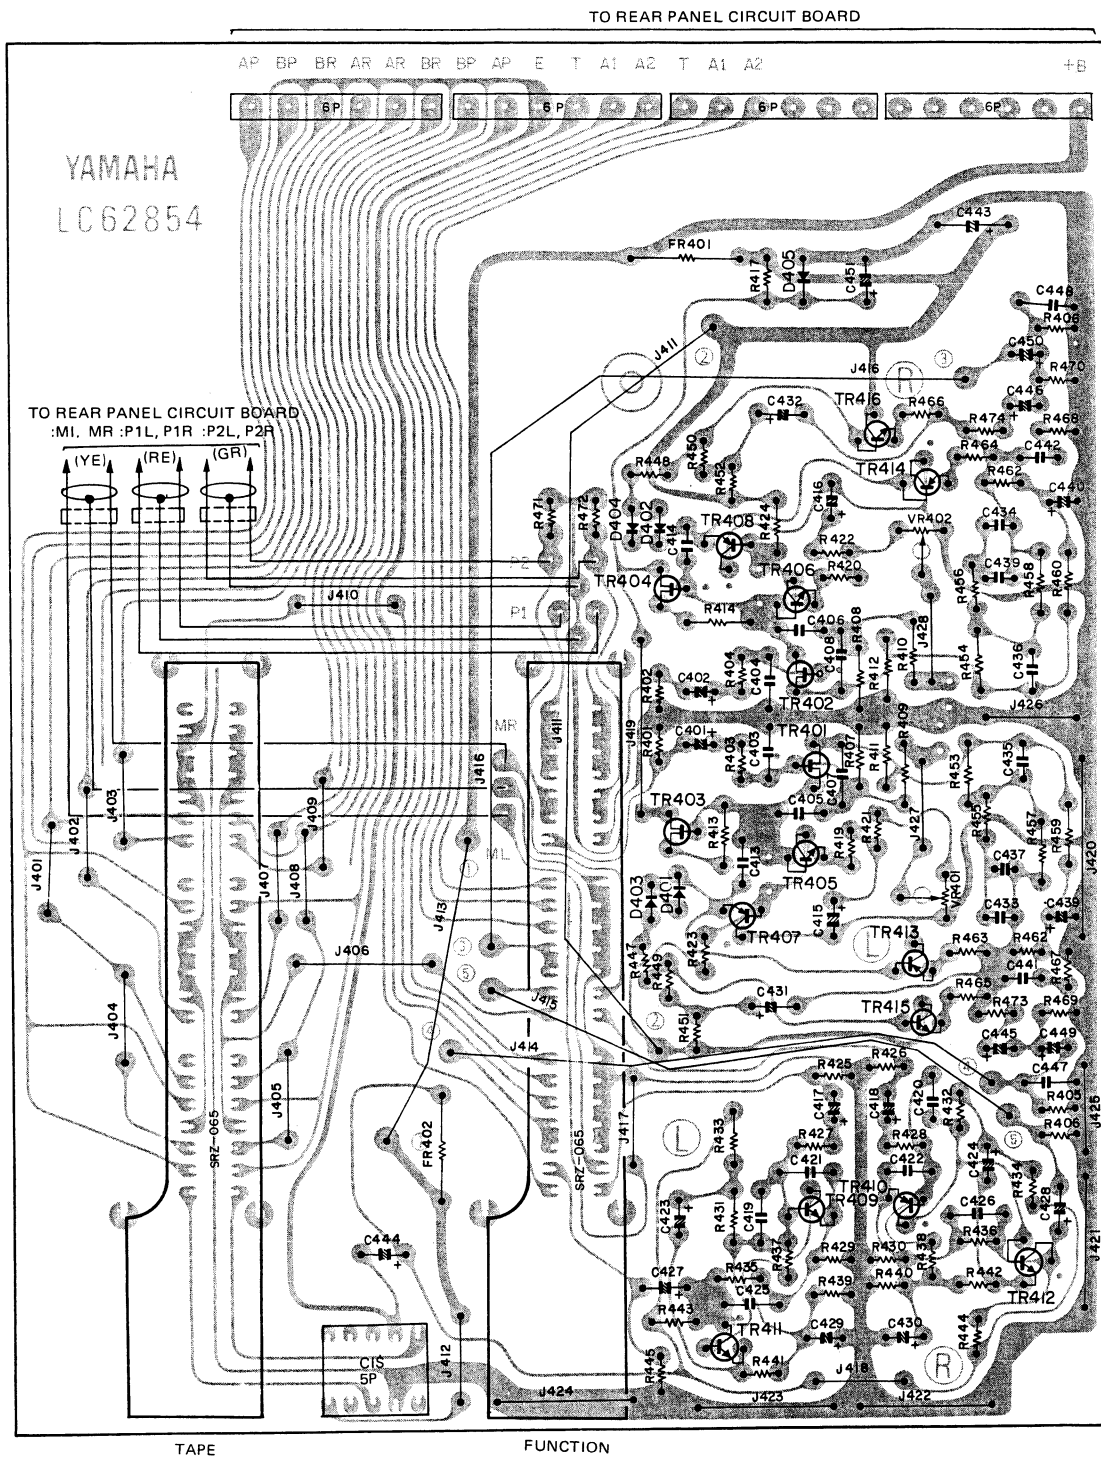 TO REAR PANEL CIRCUIT BOARD
AP BP BR AR AR BR BP AP E T A1 A2 T A1 A2 +B
6P 6P 6P 6P
YAMAHA
LC62854
C443
FR401
R417
D405
C451
C448
R406
J411
②
J416
③
R
C450
R470
C446
TO REAR PANEL CIRCUIT BOARD
:MI, MR :P1L, P1R :P2L, P2R
(YE) (RE) (GR)
C432
TR416
R466
R474
R468
R450
R448
R452
TR414
R464
C442
R462
C440
R471
R472
D404
D402
C414
TR408
R424
C416
VR402
C434
R422
P2
TR404
TR406
R420
C439
R458
R460
R456
J410
P1
R414
C406
C408
R408
R412
R410
J428
R454
C436
R402
C402
R404
C404
TR402
J426
MR
J411
J419
R401
C401
R403
C403
TR401
R407
C407
R411
R409
R453
C435
J416
J403
J402
J409
TR403
R413
C405
R419
R421
J427
R455
R457
R459
J420
J401
ML
①
C413
TR405
C437
J407
J408
J413
D403
D401
VR401
C415
C433
C439
TR407
L
TR413
③
R447
R423
R463
R462
J406
⑤
R449
C441
R467
J415
R465
J404
④
②
R451
C431
TR415
R473
R469
J414
C445
C449
R426
R425
④
C447
J405
SRZ-065
FR402
SRZ-065
J417
L
R433
C417
C418
C420
R432
R405
J425
R406
⑤
R427
R428
C424
C421
C422
R434
TR410
TR409
C423
R431
C419
C426
C428
R436
C444
R437
R429
R430
R438
J421
C427
R435
R439
R440
R442
C425
TR412
R443
TR411
C429
C430
R444
CIS
5P
J412
R445
R441
J418
R
J424
J423
J422
TAPE
FUNCTION